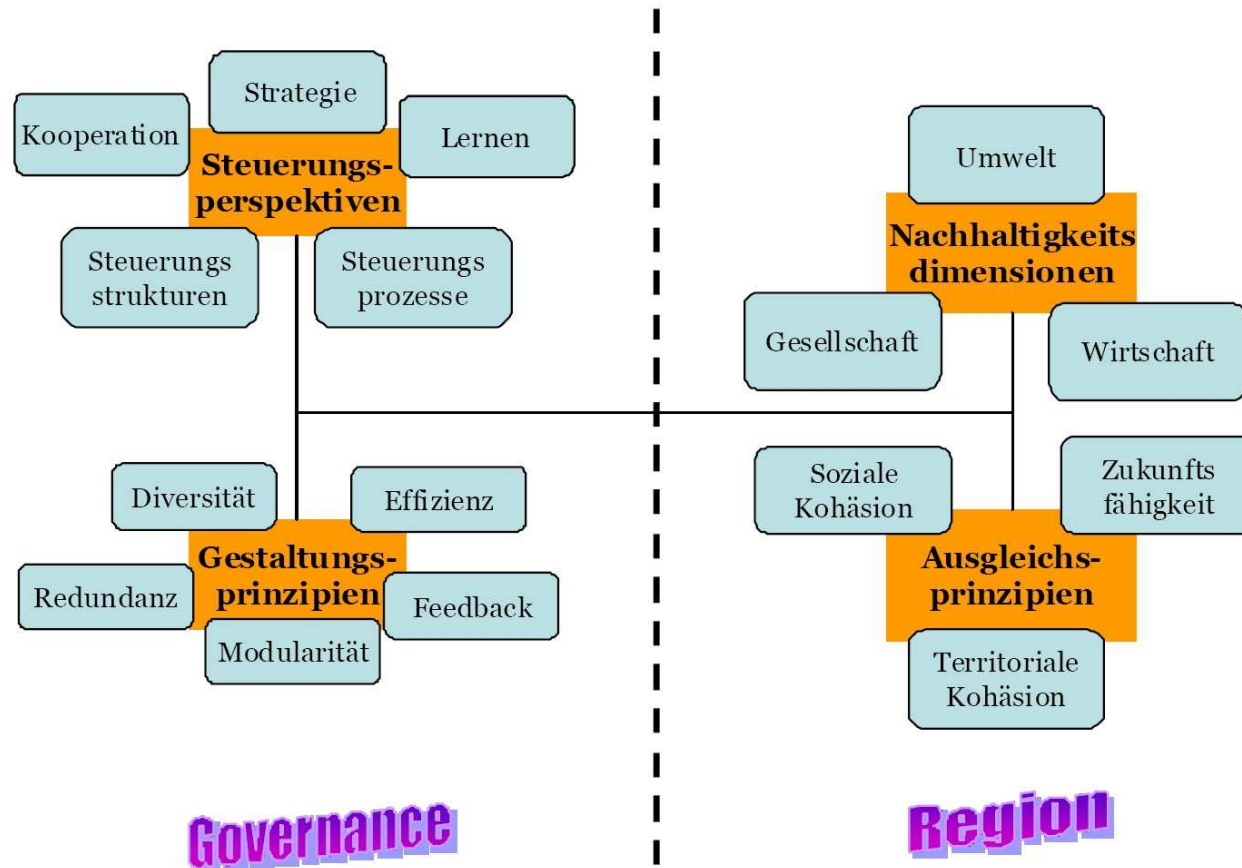 Strategie
Kooperation
Lernen
Steuerungs-
perspektiven
Steuerungs
strukturen
Steuerungs
prozesse
Diversität
Effizienz
Gestaltungs-
prinzipien
Redundanz
Feedback
Modularität
Governance
Umwelt
Nachhaltigkeits
dimensionen
Gesellschaft
Wirtschaft
Soziale
Kohäsion
Zukunfts
fähigkeit
Ausgleichs-
prinzipien
Territoriale
Kohäsion
Region